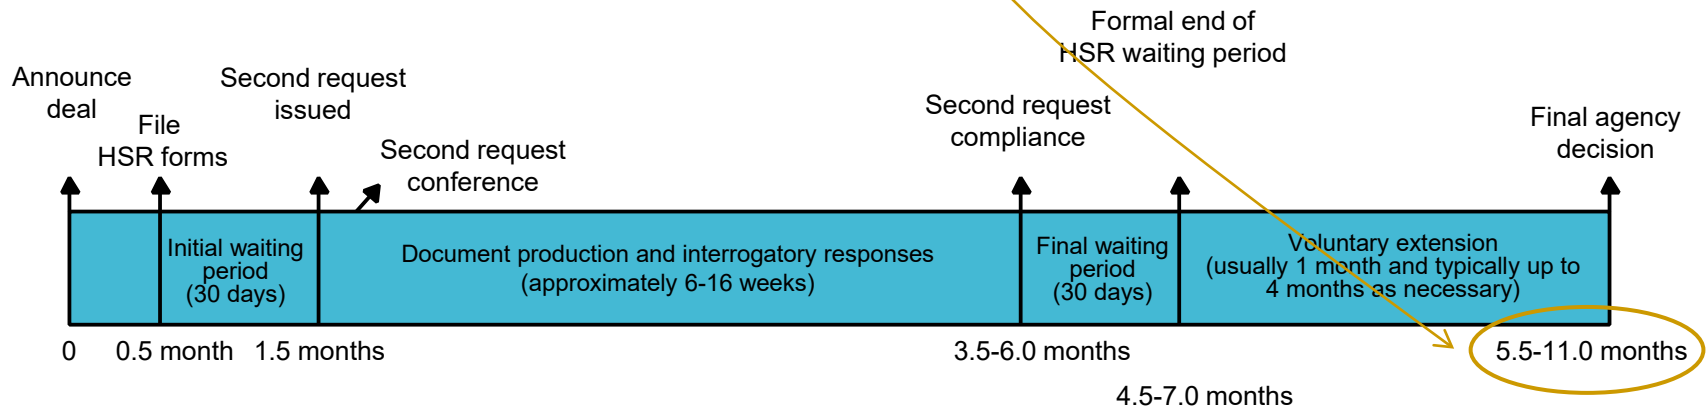 Announce
deal
File
HSR forms
Second request
issued
Second request
conference
Second request
compliance
Formal end of
HSR waiting period
Final agency
decision
Initial waiting
period
(30 days)
Document production and interrogatory responses
(approximately 6-16 weeks)
Final waiting
period
(30 days)
Voluntary extension
(usually 1 month and typically up to
4 months as necessary)
0
0.5 month
1.5 months
3.5-6.0 months
4.5-7.0 months
5.5-11.0 months